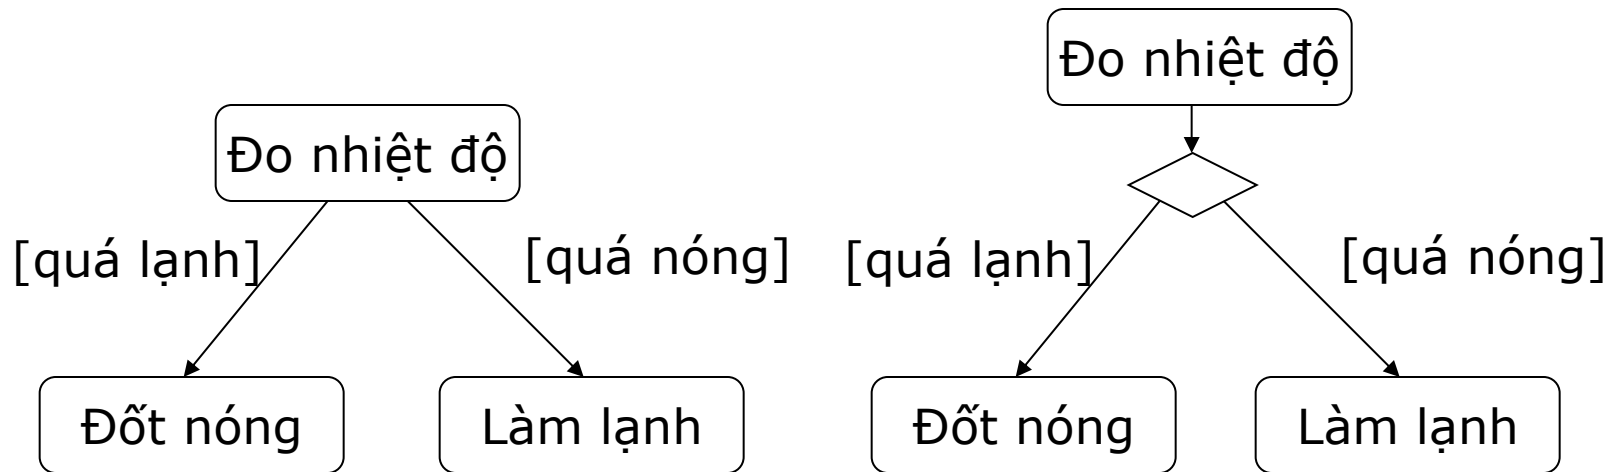 Đo nhiệt độ
[quá lạnh]
[quá nóng]
Đốt nóng
Làm lạnh
Đo nhiệt độ
[quá lạnh]
[quá nóng]
Đốt nóng
Làm lạnh